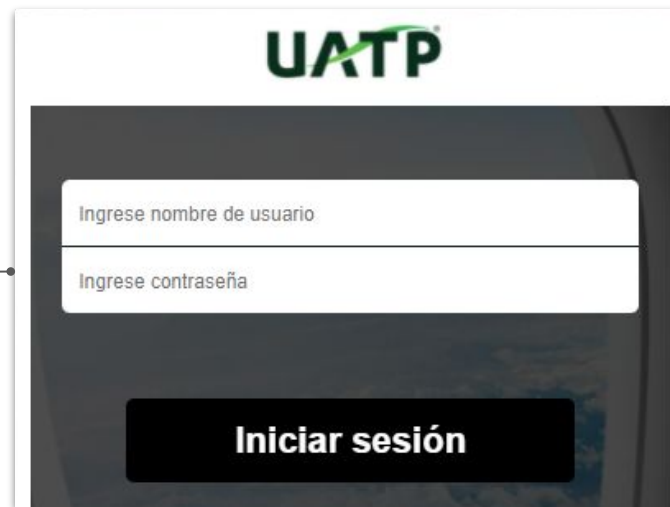 UATP
Ingrese nombre de usuario
Ingrese contraseña
Iniciar sesión